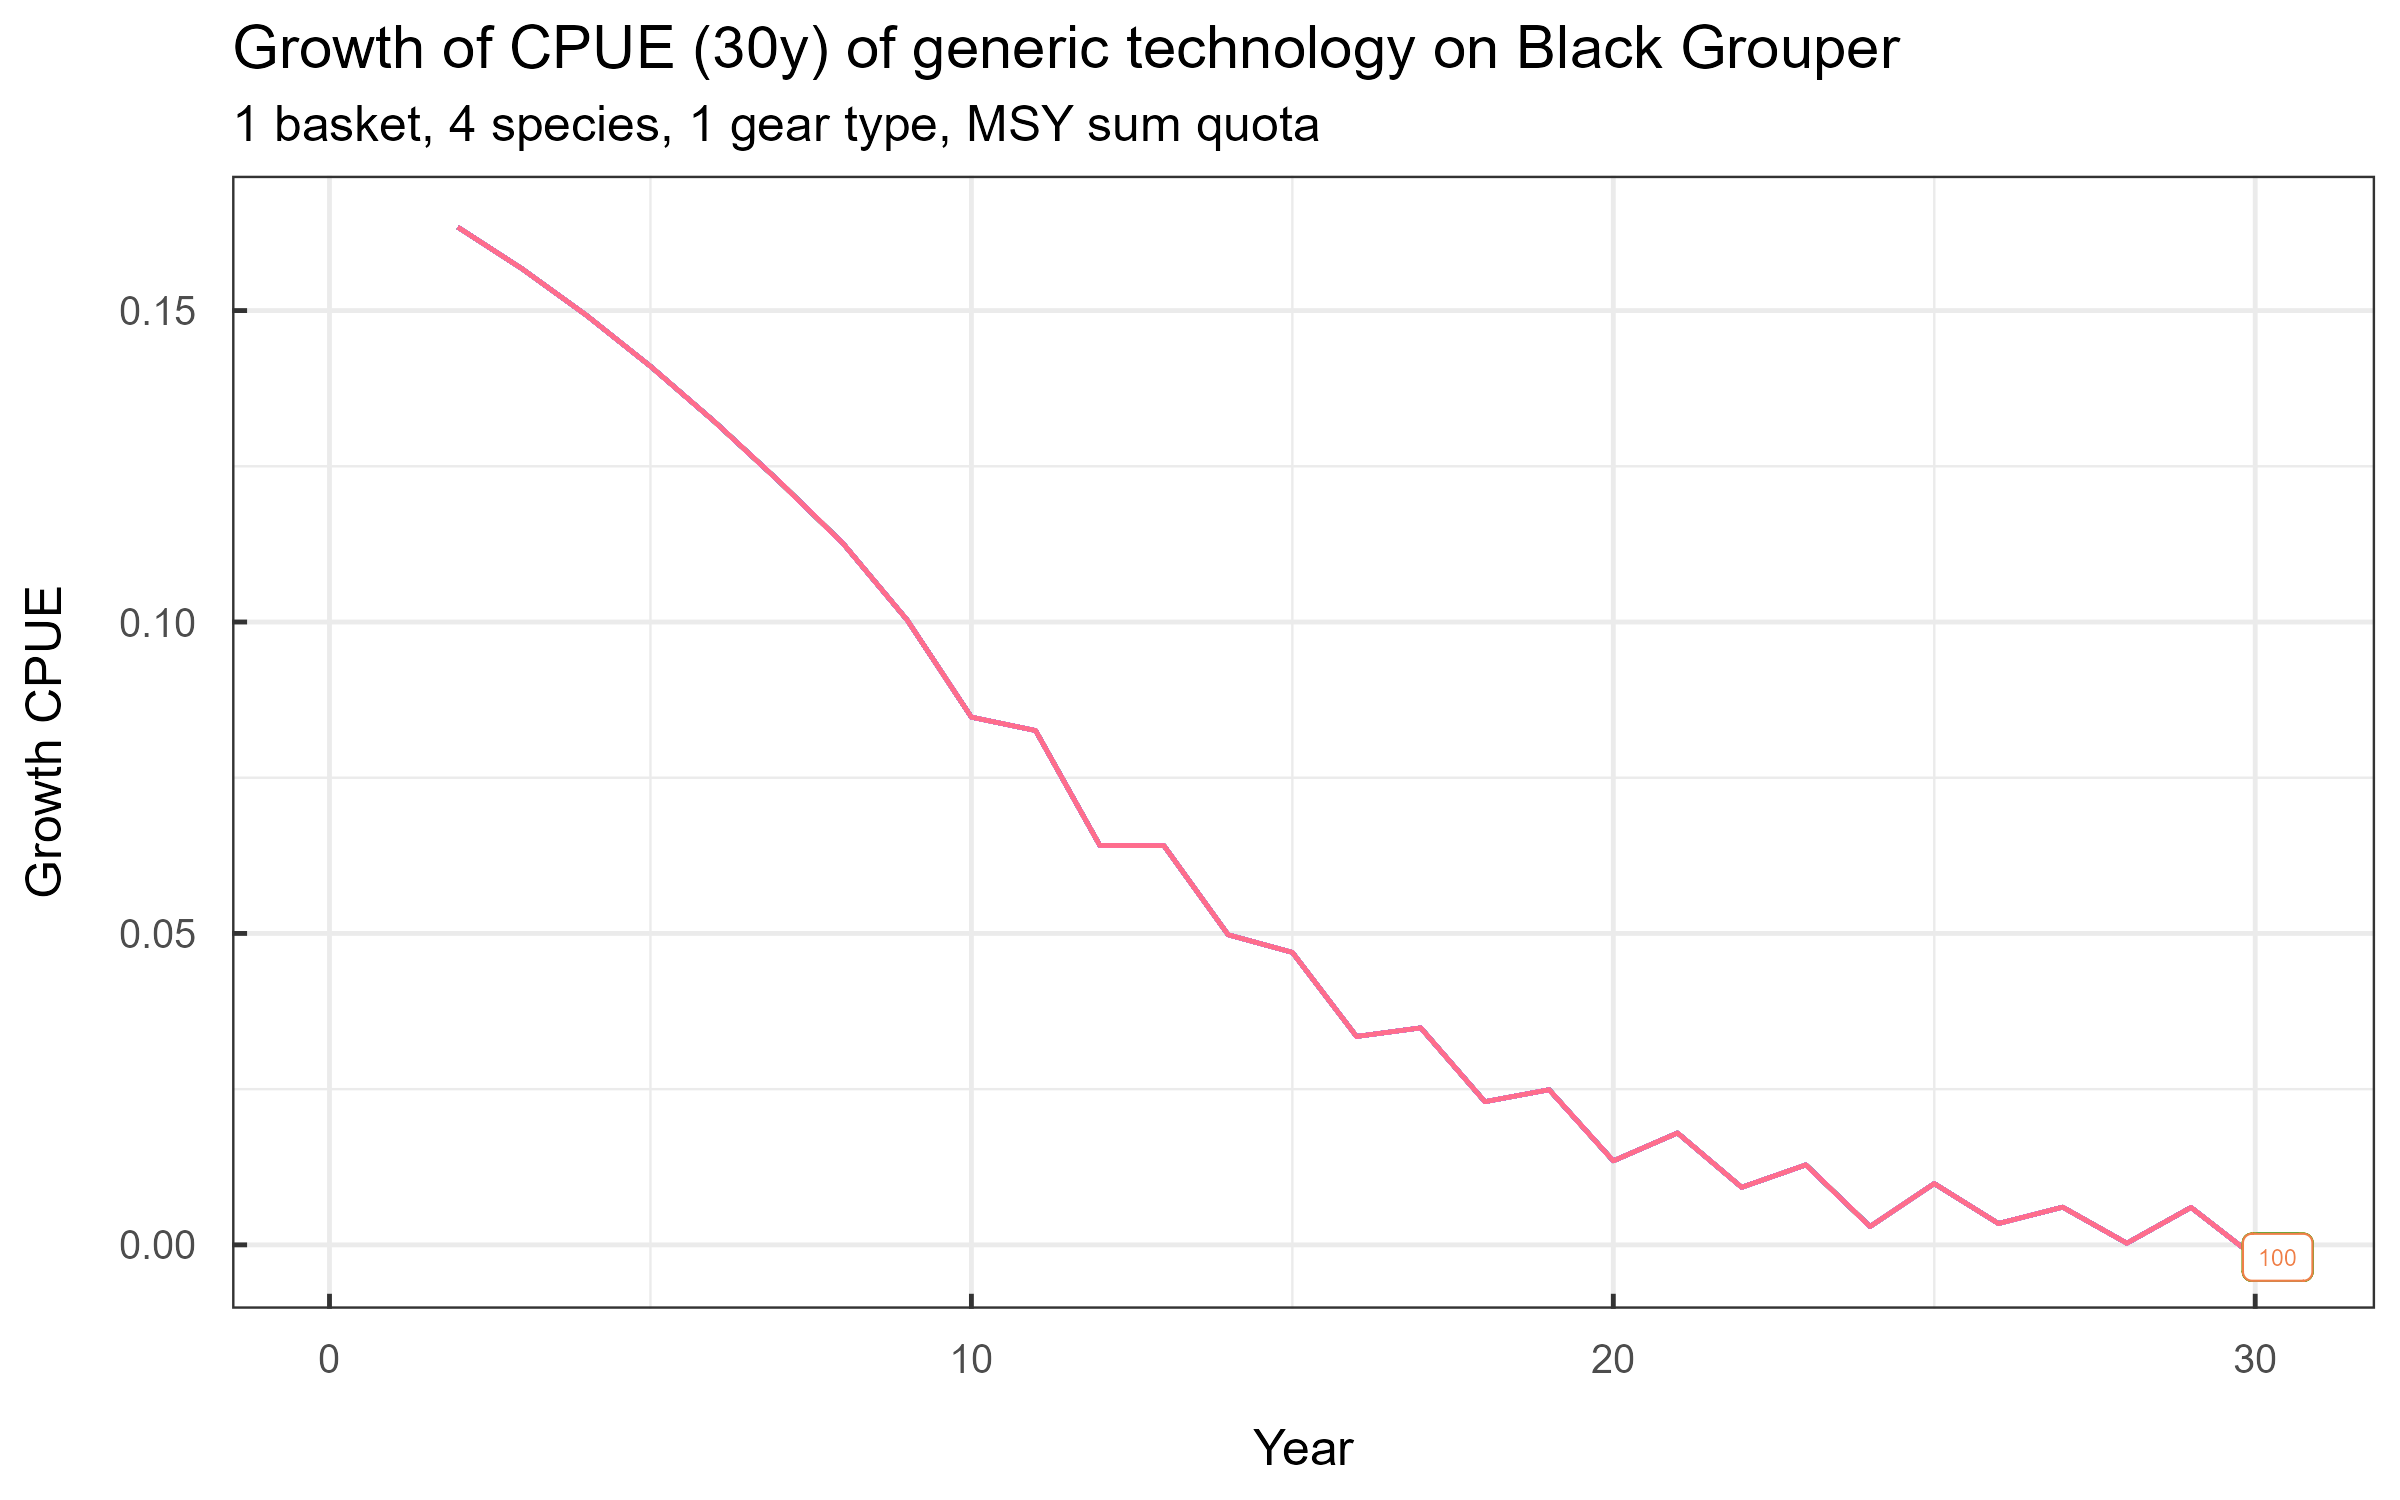 Growth of CPUE (30y) of generic technology on Black Grouper
1 basket, 4 species, 1 gear type, MSY sum quota
Growth CPUE
0.15
0.10
0.05
0.00
100
0
10
20
30
Year